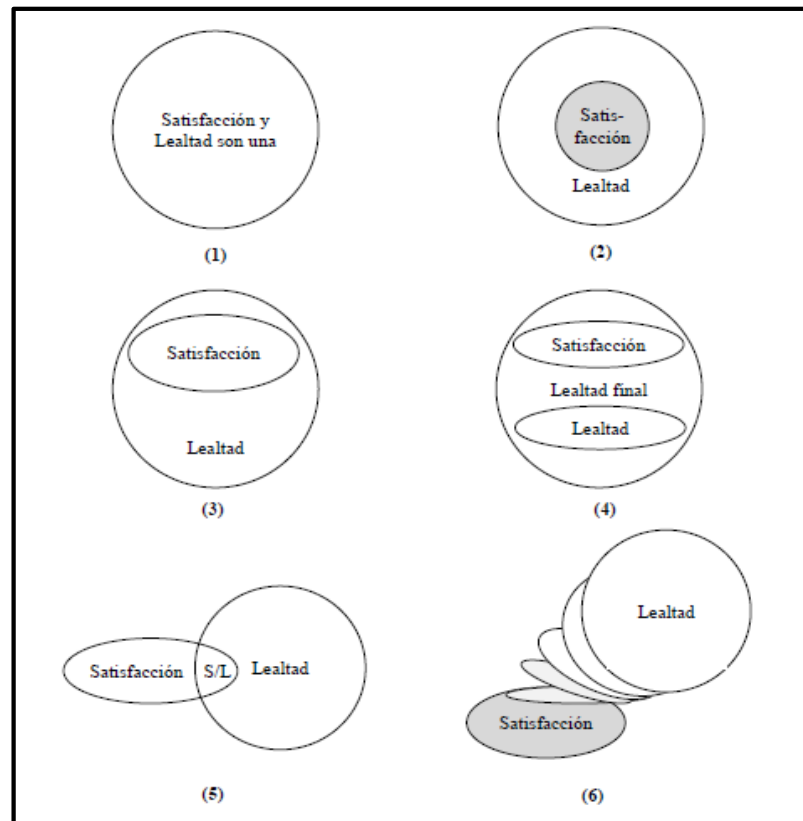 Satisfacción y
Lealtad son una
(1)
Satis-
facción
Lealtad
(2)
Satisfacción
Lealtad
(3)
Satisfacción
Lealtad final
Lealtad
(4)
Satisfacción
S/L
Lealtad
(5)
Lealtad
Satisfacción
(6)